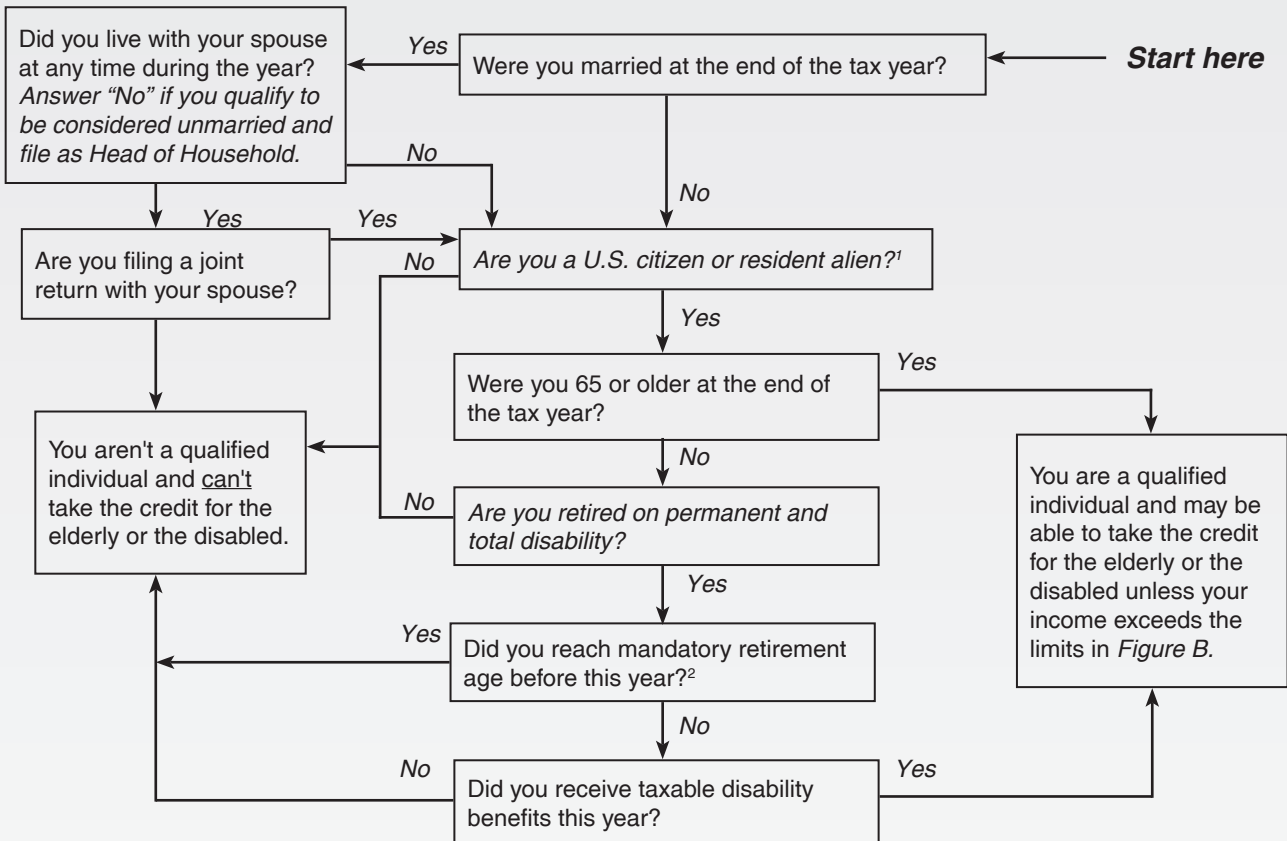 Start here
Were you married at the end of the tax year?
Yes
Did you live with your spouse
at any time during the year?
Answer “No” if you qualify to
be considered unmarried and
file as Head of Household.
No
No
Yes
Yes
Are you filing a joint
return with your spouse?
Are you a U.S. citizen or resident alien?¹
No
Yes
Were you 65 or older at the end of
the tax year?
Yes
No
You aren't a qualified
individual and can't
take the credit for the
elderly or the disabled.
No
Are you retired on permanent and
total disability?
You are a qualified
individual and may be
able to take the credit
for the elderly or the
disabled unless your
income exceeds the
limits in Figure B.
Yes
Yes
Did you reach mandatory retirement
age before this year?²
No
No
Did you receive taxable disability
benefits this year?
Yes